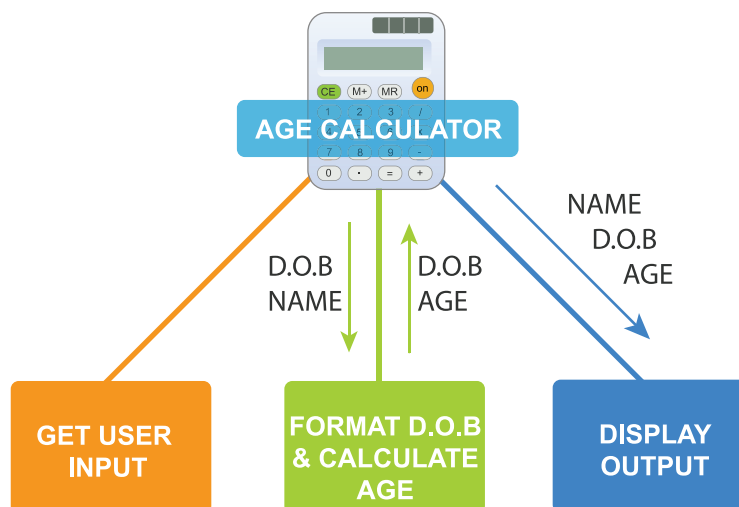 CE M+ MR on
1 2 3 /
AGE CALCULATOR
7 8 9 -
0 . = +
D.O.B
NAME
D.O.B
AGE
NAME
D.O.B
AGE
GET USER
INPUT
FORMAT D.O.B
& CALCULATE
AGE
DISPLAY
OUTPUT